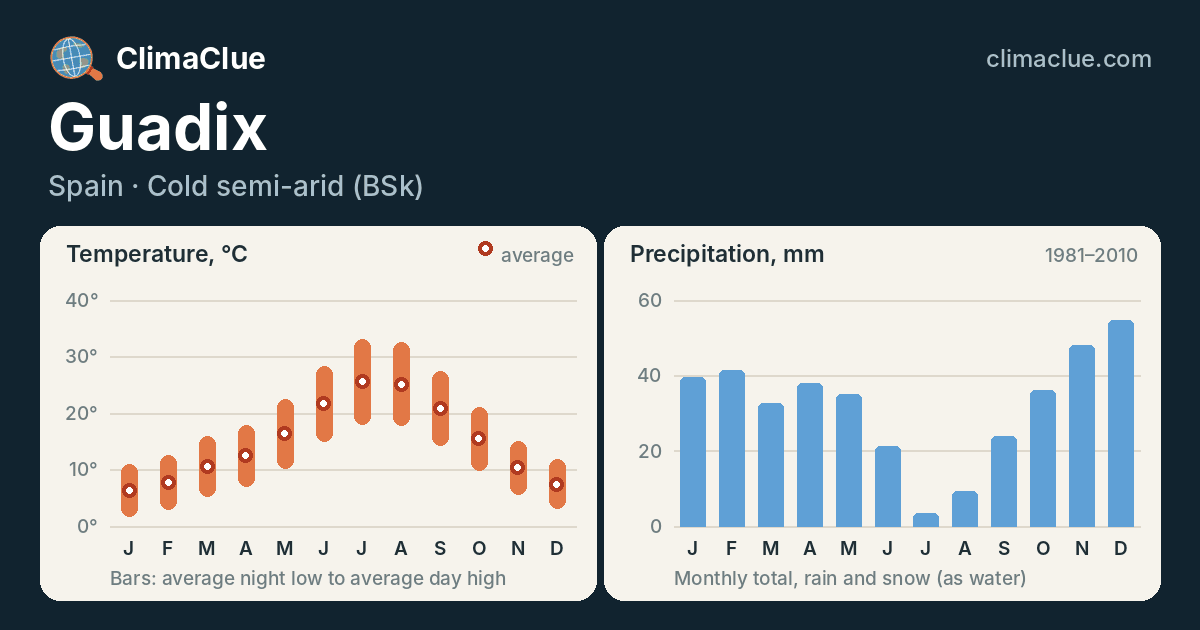 ClimaClue
climaclue.com
Guadix
Spain · Cold semi-arid (BSk)
Temperature, °C
average
40°
30°
20°
10°
0°
J F M A M J J A S O N D
Bars: average night low to average day high
Precipitation, mm
1981–2010
60
40
20
0
J F M A M J J A S O N D
Monthly total, rain and snow (as water)